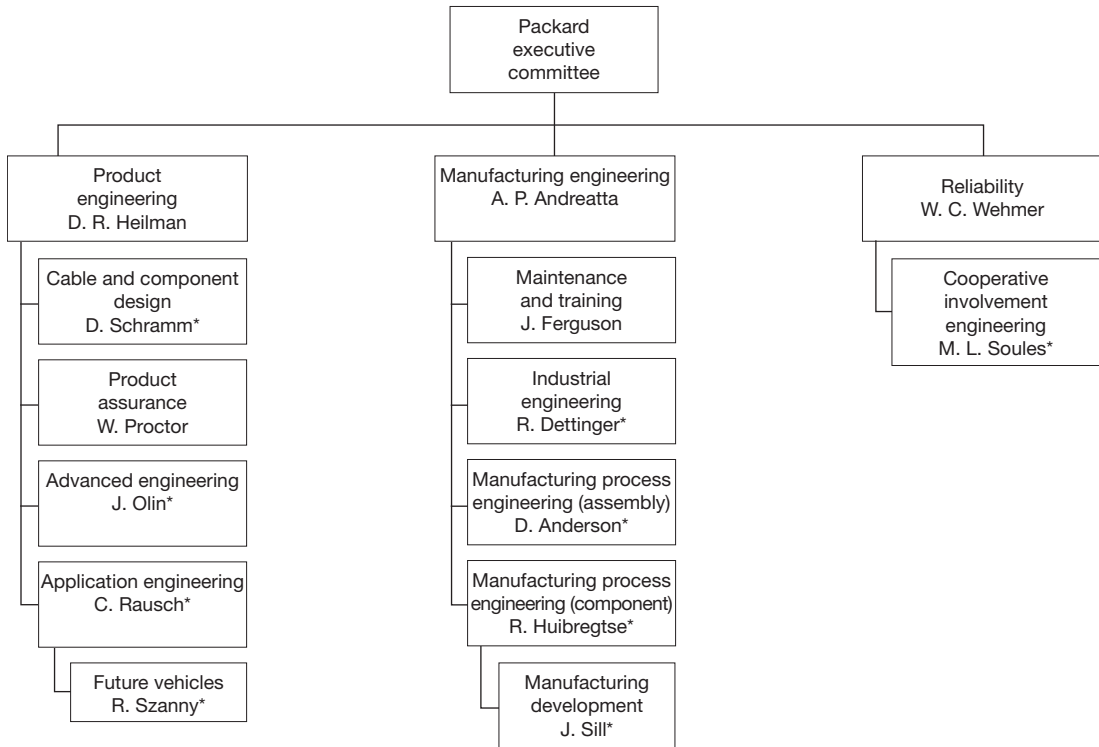 Packard
executive
committee
Product
engineering
D. R. Heilman
Cable and component
design
D. Schramm*
Product
assurance
W. Proctor
Advanced engineering
J. Olin*
Application engineering
C. Rausch*
Future vehicles
R. Szanny*
Manufacturing engineering
A. P. Andreatta
Maintenance
and training
J. Ferguson
Industrial
engineering
R. Dettinger*
Manufacturing process
engineering (assembly)
D. Anderson*
Manufacturing process
engineering (component)
R. Huibregtse*
Manufacturing
development
J. Sill*
Reliability
W. C. Wehmer
Cooperative
involvement
engineering
M. L. Soules*